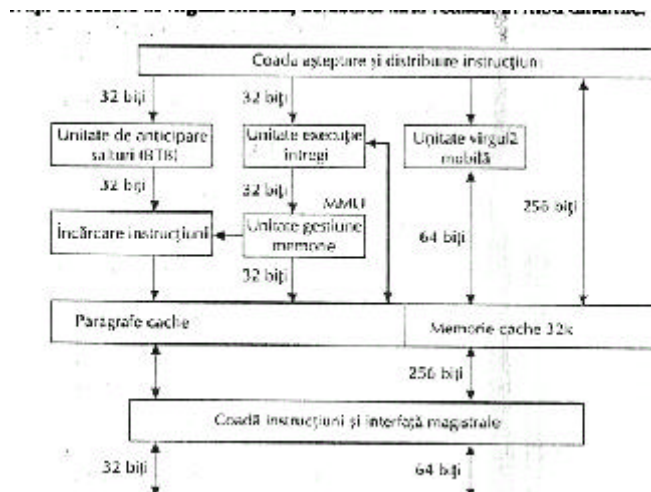 Coada așteptare și distribuire instrucțiuni
32 biți
32 biți
Unitate de anticipare
salturi (BTB)
Unitate execuție
întregi
Unitate virgulă
mobilă
32 biți
32 biți
MMU
256 biți
Încărcare instrucțiuni
Unitate gestiune
memorie
64 biți
32 biți
Paragrafe cache
Memorie cache 32k
256 biți
Coadă instrucțiuni și interfață magistrale
32 biți
64 biți